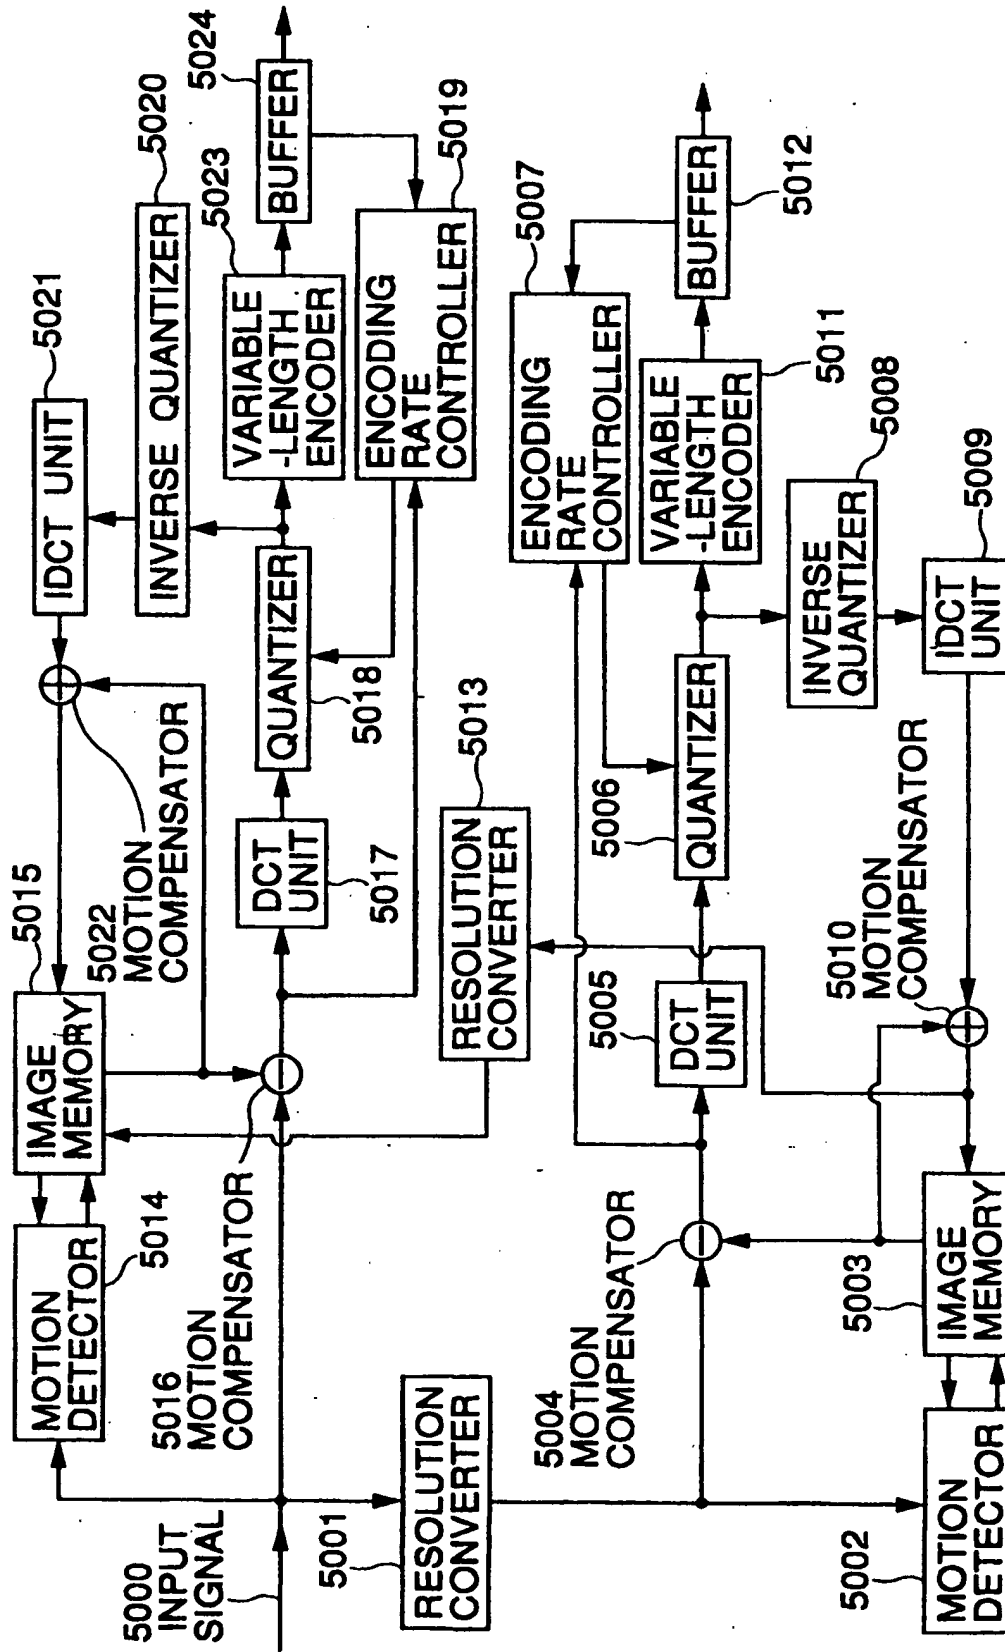 5000
INPUT
SIGNAL
5001
RESOLUTION
CONVERTER
MOTION
DETECTOR
5014
IMAGE
MEMORY
5015
5016
MOTION
COMPENSATOR
5022
MOTION
COMPENSATOR
IDCT UNIT
5021
INVERSE QUANTIZER
5020
DCT
UNIT
5017
QUANTIZER
5018
VARIABLE
-LENGTH
ENCODER
5023
BUFFER
5024
ENCODING
RATE
CONTROLLER
5019
RESOLUTION
CONVERTER
5013
5002
MOTION
DETECTOR
5003
IMAGE
MEMORY
5004
MOTION
COMPENSATOR
5005
DCT
UNIT
5006
QUANTIZER
ENCODING
RATE
CONTROLLER
5007
VARIABLE
-LENGTH
ENCODER
5011
BUFFER
5012
INVERSE
QUANTIZER
5008
IDCT
UNIT
5009
5010
MOTION
COMPENSATOR